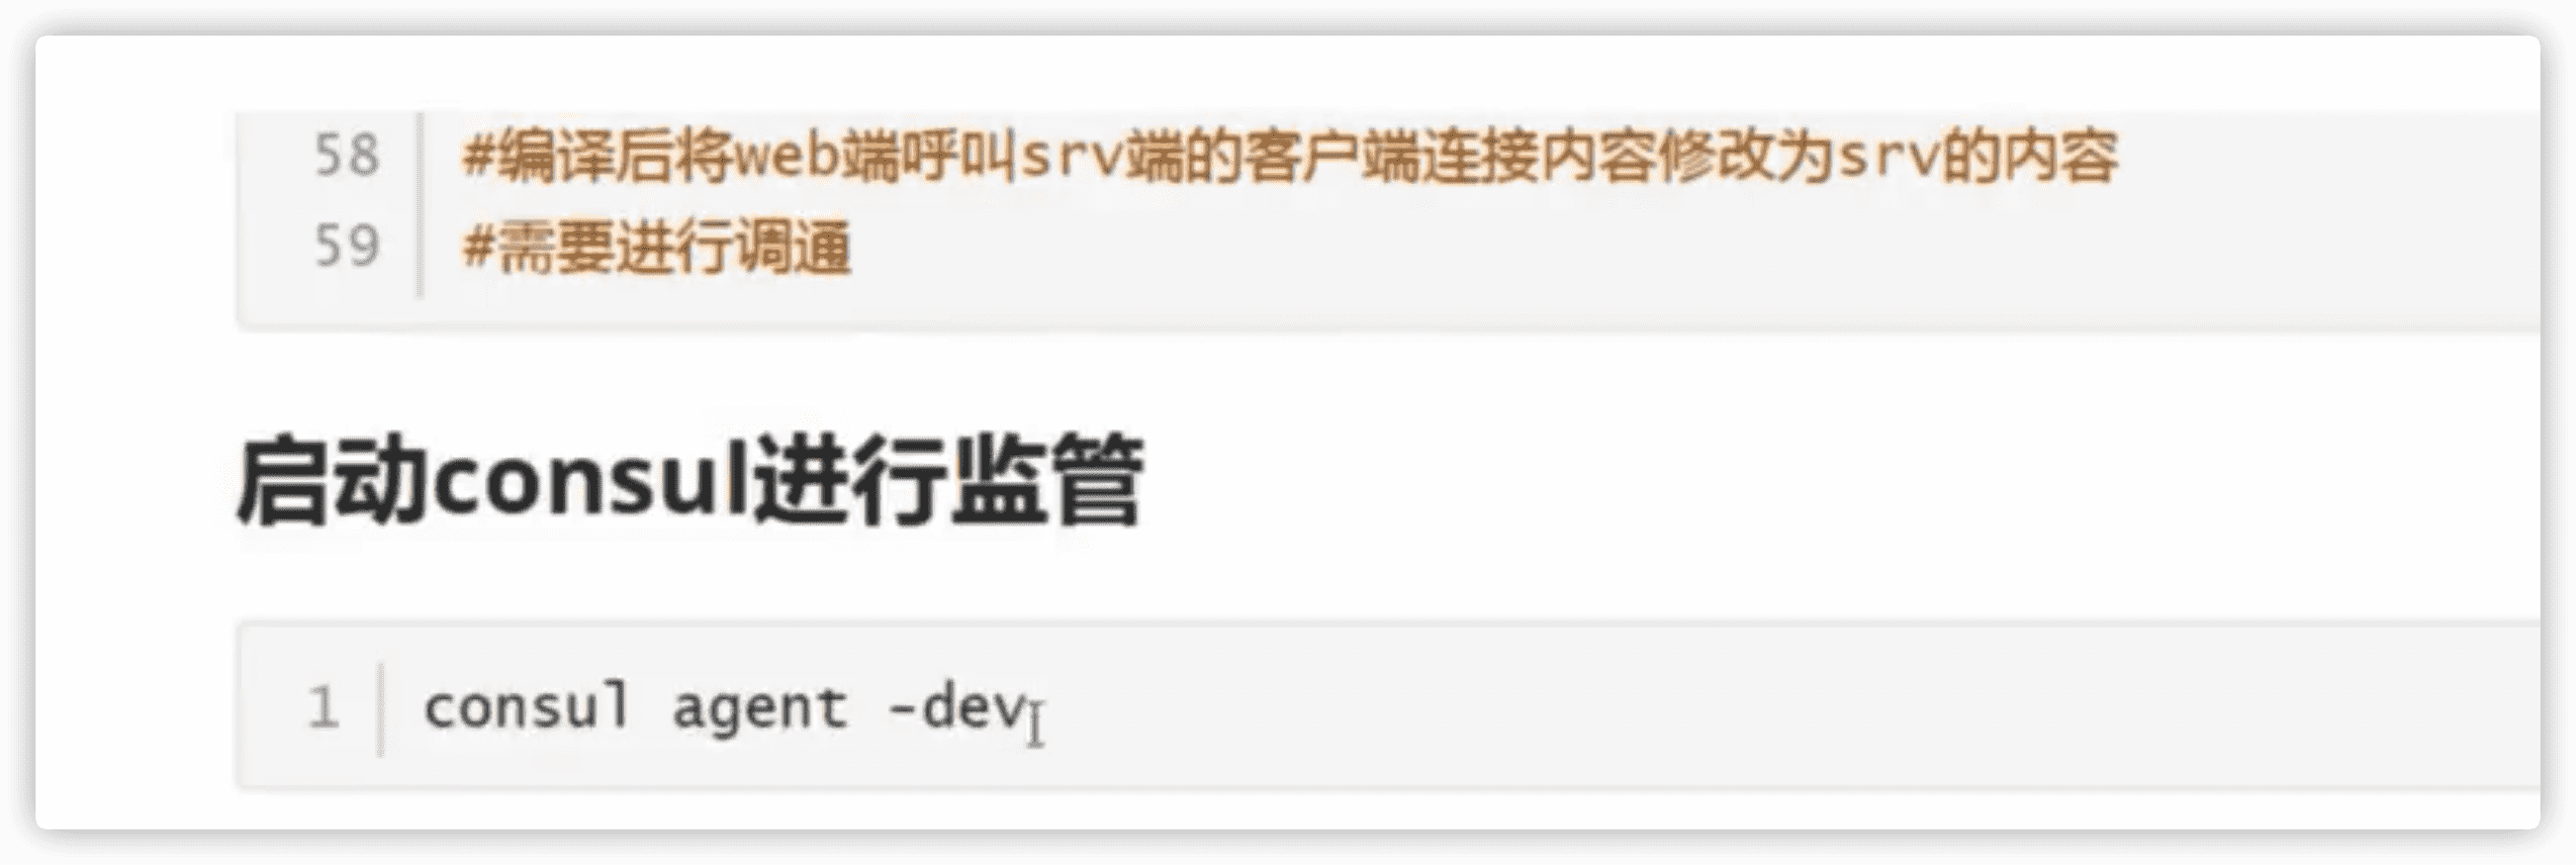 58 #编译后将web端呼叫srv端的客户端连接内容修改为srv的内容
59 #需要进行调通
启动consul进行监管
1 consul agent -dev